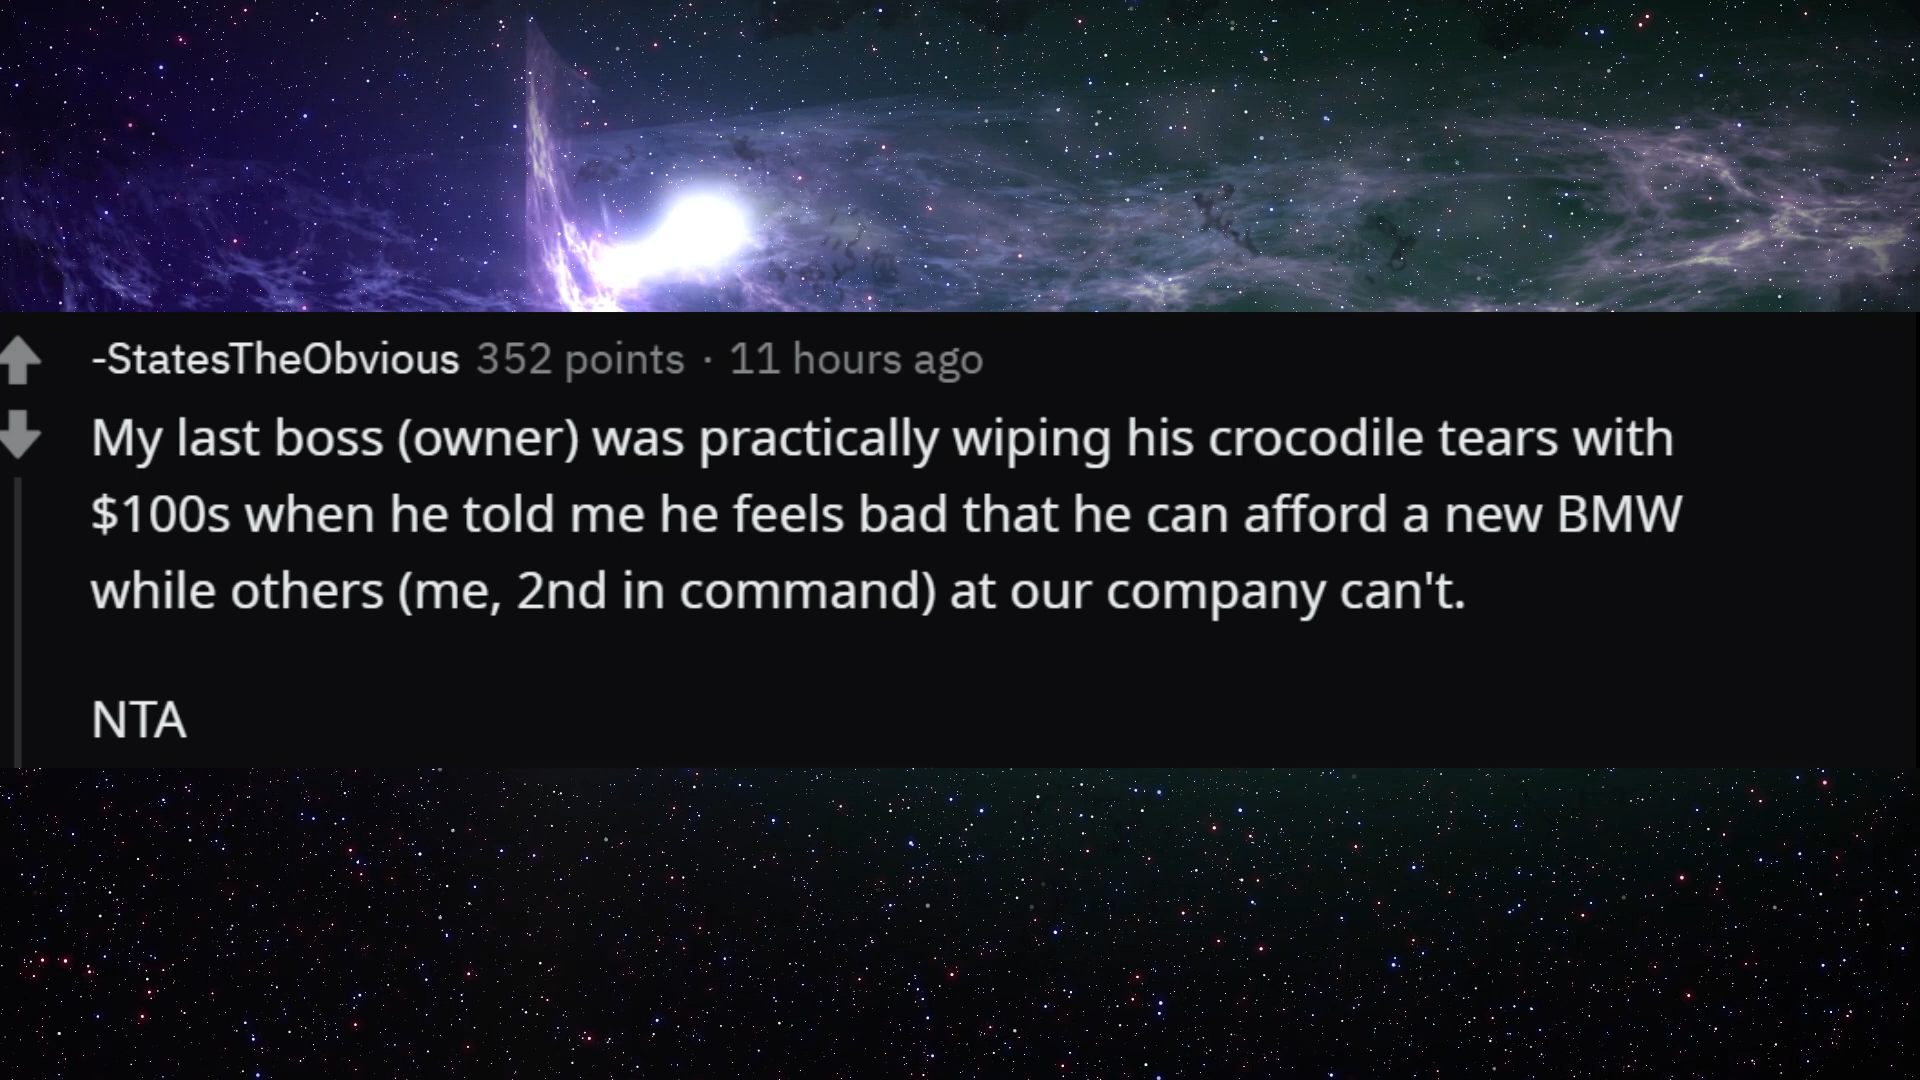 -StatesTheObvious 352 points · 11 hours ago
My last boss (owner) was practically wiping his crocodile tears with
$100s when he told me he feels bad that he can afford a new BMW
while others (me, 2nd in command) at our company can't.
NTA